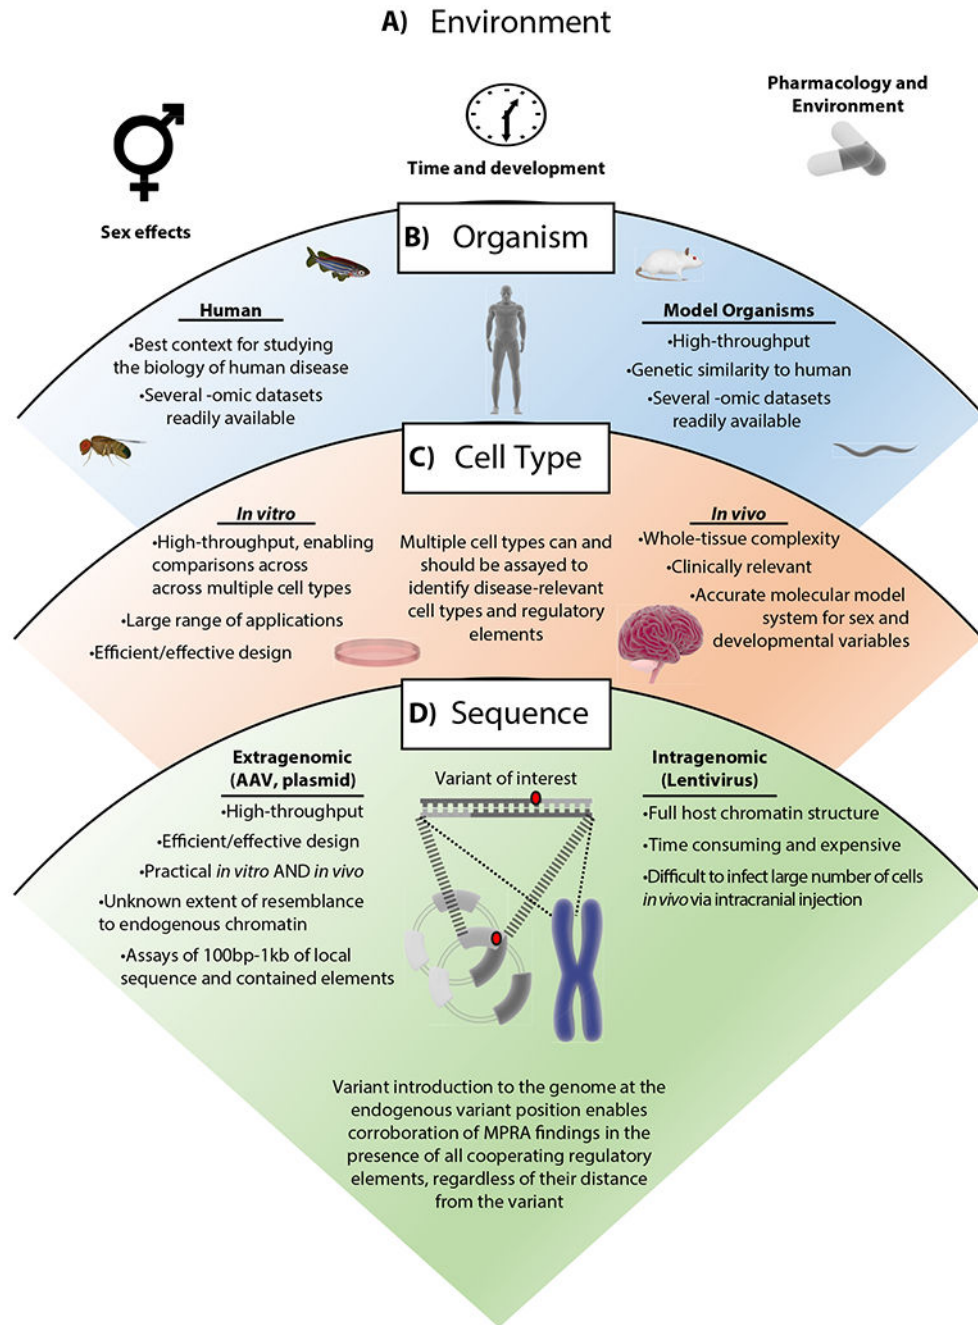 A) Environment
Sex effects
Time and development
Pharmacology and
Environment
B) Organism
Human
•Best context for studying
the biology of human disease
•Several -omic datasets
readily available
Model Organisms
•High-throughput
•Genetic similarity to human
•Several -omic datasets
readily available
C) Cell Type
In vitro
•High-throughput, enabling
comparisons across
across multiple cell types
•Large range of applications
•Efficient/effective design
Multiple cell types can and
should be assayed to
identify disease-relevant
cell types and regulatory
elements
In vivo
•Whole-tissue complexity
•Clinically relevant
•Accurate molecular model
system for sex and
developmental variables
D) Sequence
Extragenomic
(AAV, plasmid)
•High-throughput
•Efficient/effective design
•Practical in vitro AND in vivo
•Unknown extent of resemblance
to endogenous chromatin
•Assays of 100bp-1kb of local
sequence and contained elements
Variant of interest
Intragenomic
(Lentivirus)
•Full host chromatin structure
•Time consuming and expensive
•Difficult to infect large number of cells
in vivo via intracranial injection
Variant introduction to the genome at the
endogenous variant position enables
corroboration of MPRA findings in the
presence of all cooperating regulatory
elements, regardless of their distance
from the variant